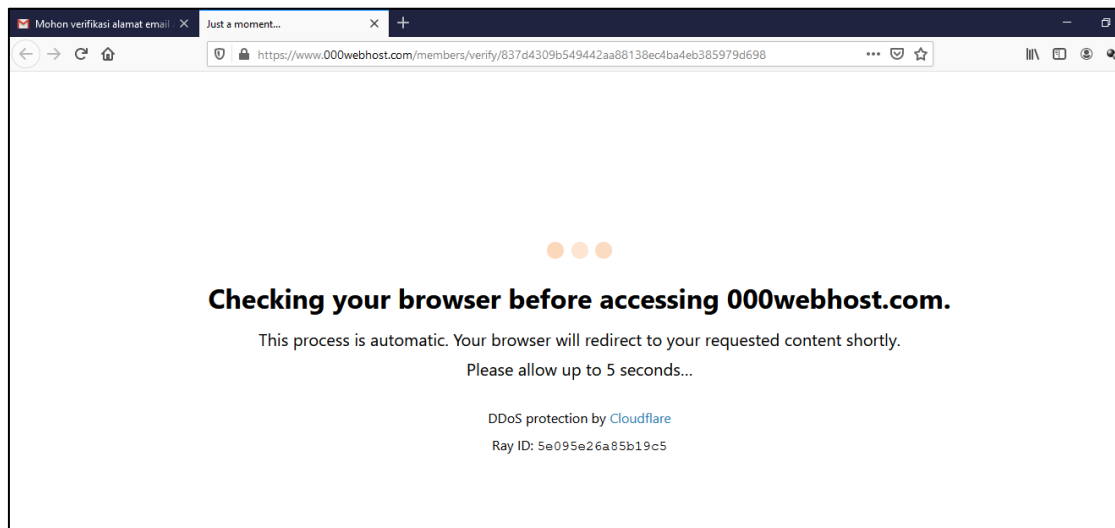 Mohon verifikasi alamat email
Just a moment...
https://www.000webhost.com/members/verify/837d4309b549442aa88138ec4ba4eb385979d698
Checking your browser before accessing 000webhost.com.
This process is automatic. Your browser will redirect to your requested content shortly.
Please allow up to 5 seconds...
DDoS protection by Cloudflare
Ray ID: 5e095e26a85b19c5